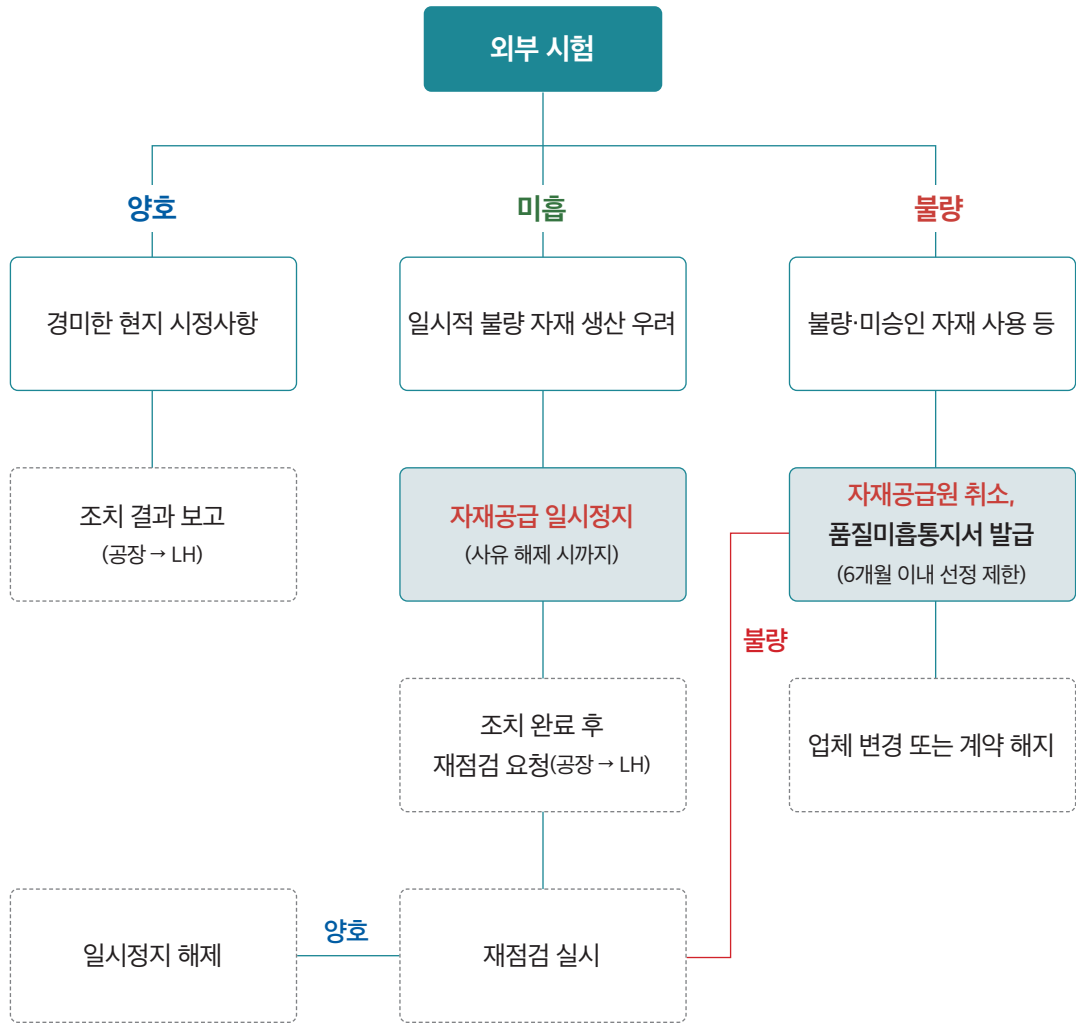 외부 시험
양호
미흡
불량
경미한 현지 시정사항
일시적 불량 자재 생산 우려
불량·미승인 자재 사용 등
조치 결과 보고
(공장 → LH)
자재공급 일시정지
(사유 해제 시까지)
자재공급원 취소,
품질미흡통지서 발급
(6개월 이내 선정 제한)
불량
조치 완료 후
재점검 요청(공장 → LH)
업체 변경 또는 계약 해지
일시정지 해제
양호
재점검 실시